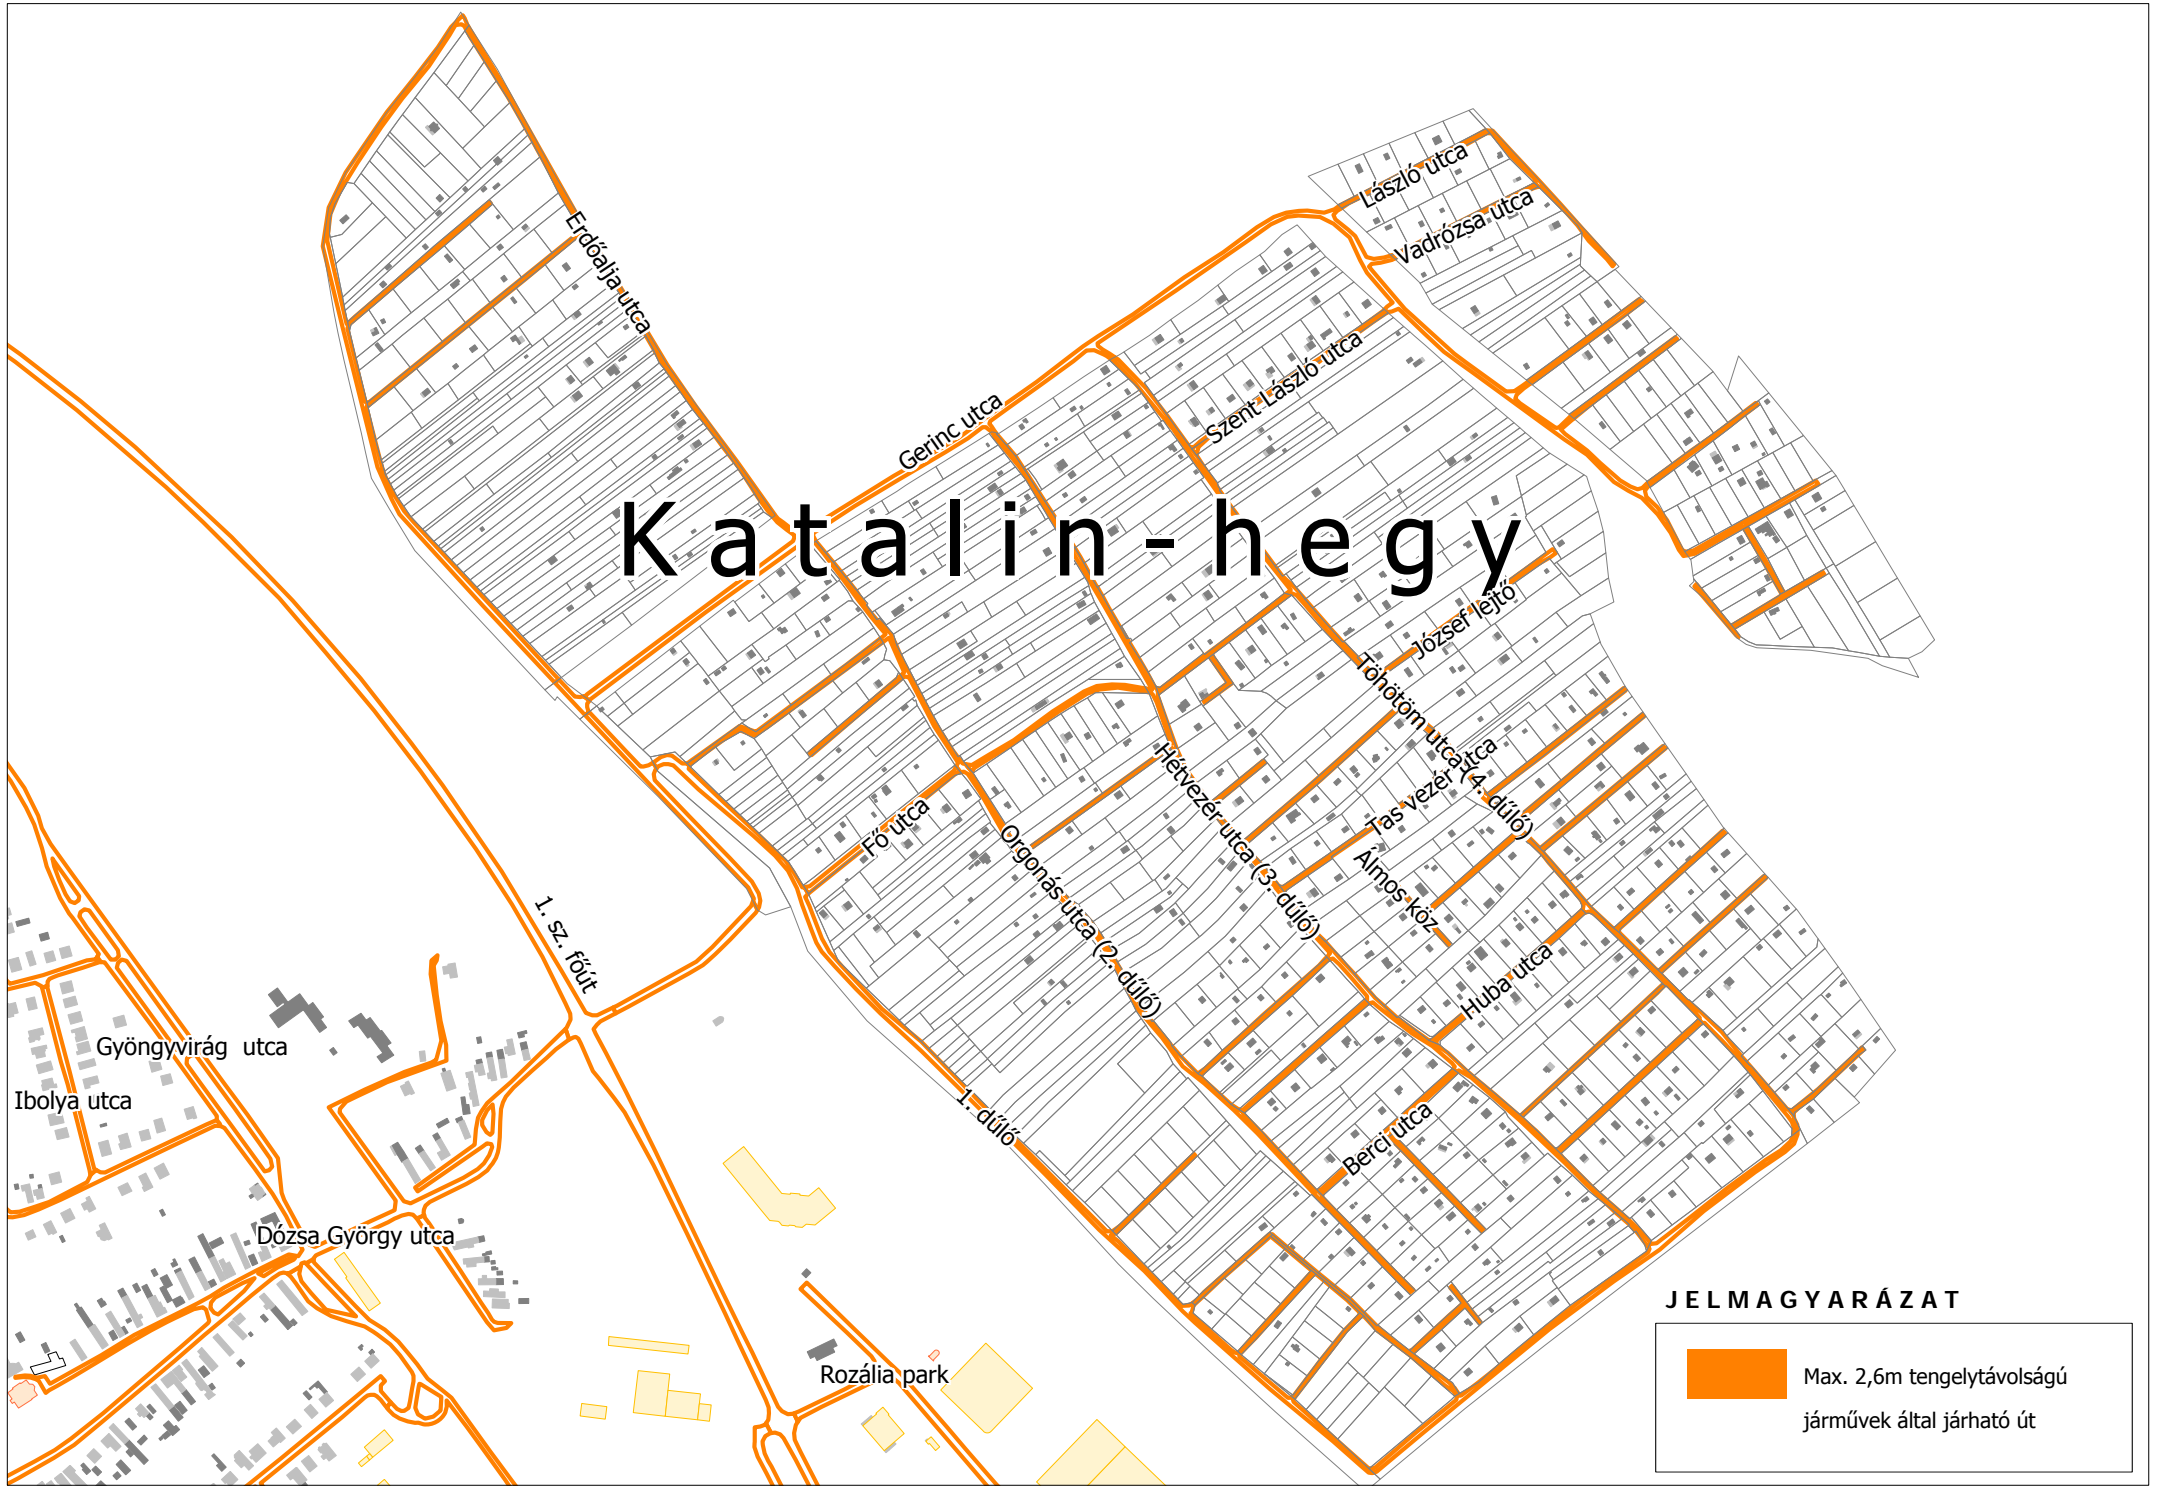 László utca
Vadrózsa utca
Erdőalja utca
Szent László utca
Gerinc utca
Katalin-hegy
József lejtő
Töhötöm utca (4. dűlő)
Tas vezér utca
Hétvezér utca (3. dűlő)
Fő utca
Orgonás utca (2. dűlő)
Álmos köz
1. sz. főút
Huba utca
Gyöngyvirág utca
Ibolya utca
1. dűlő
Berci utca
Dózsa György utca
Rozália park
JELMAGYARÁZAT
Max. 2,6m tengelytávolságú
járművek által járható út